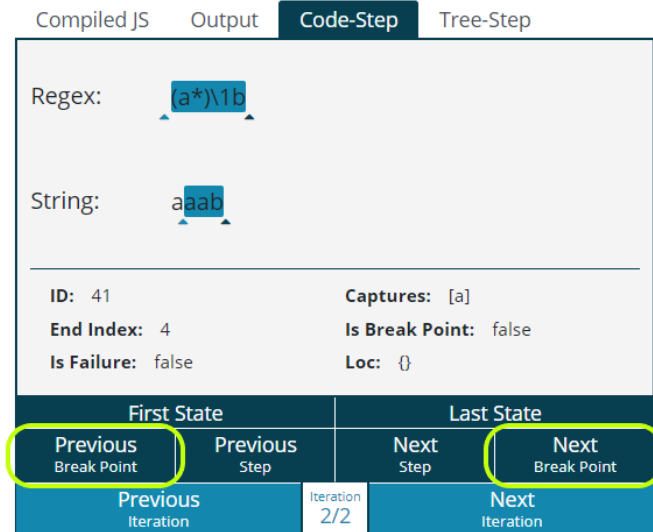 Compiled JS Output Code-Step Tree-Step
Regex: (a*)\1b
String: aaab
ID: 41 Captures: [a]
End Index: 4 Is Break Point: false
Is Failure: false Loc: {}
First State Last State
Previous Previous Next Next
Break Point Step Step Break Point
Previous Iteration Next
Iteration 2/2 Iteration